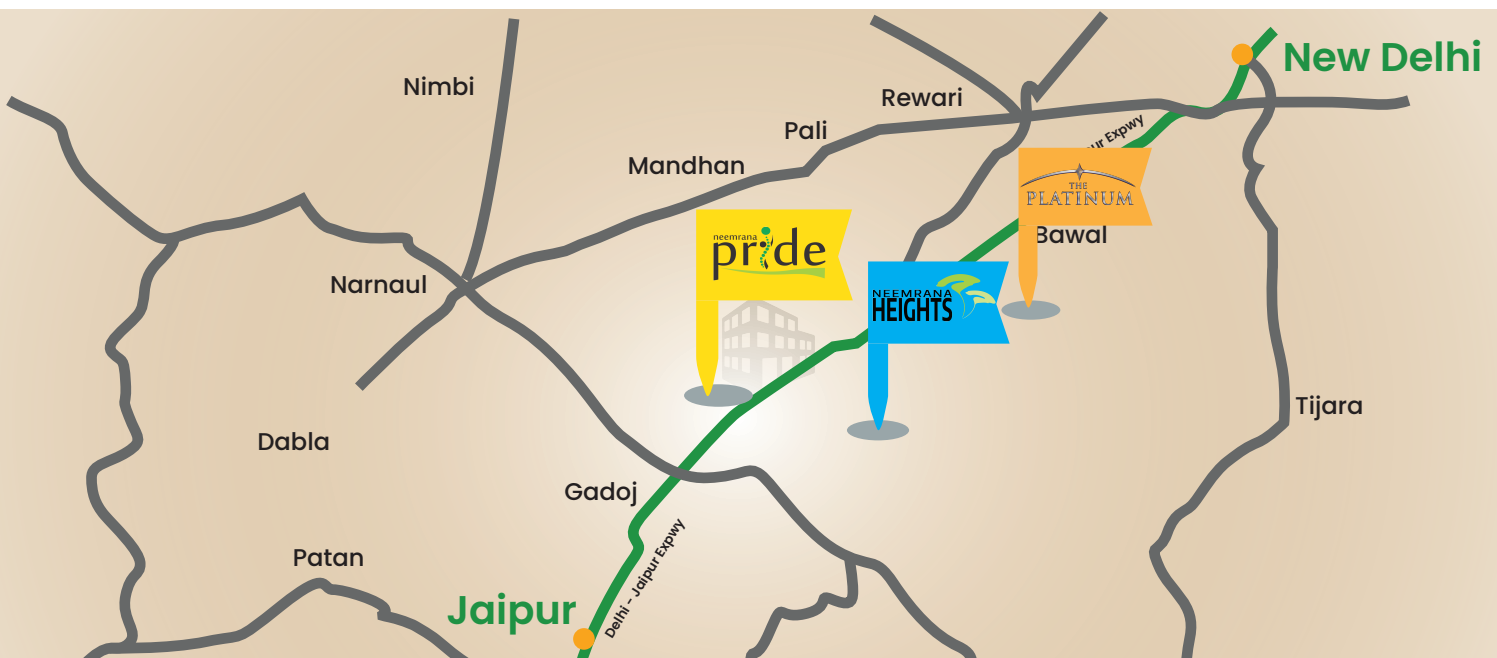 New Delhi
Nimbi
Rewari
Pali
ur Expwy
Mandhan
THE
PLATINUM
Bawal
neemrana
pride
Narnaul
NEEMRANA
HEIGHTS
Tijara
Dabla
Gadoj
Patan
Delhi - Jaipur Expwy
Jaipur